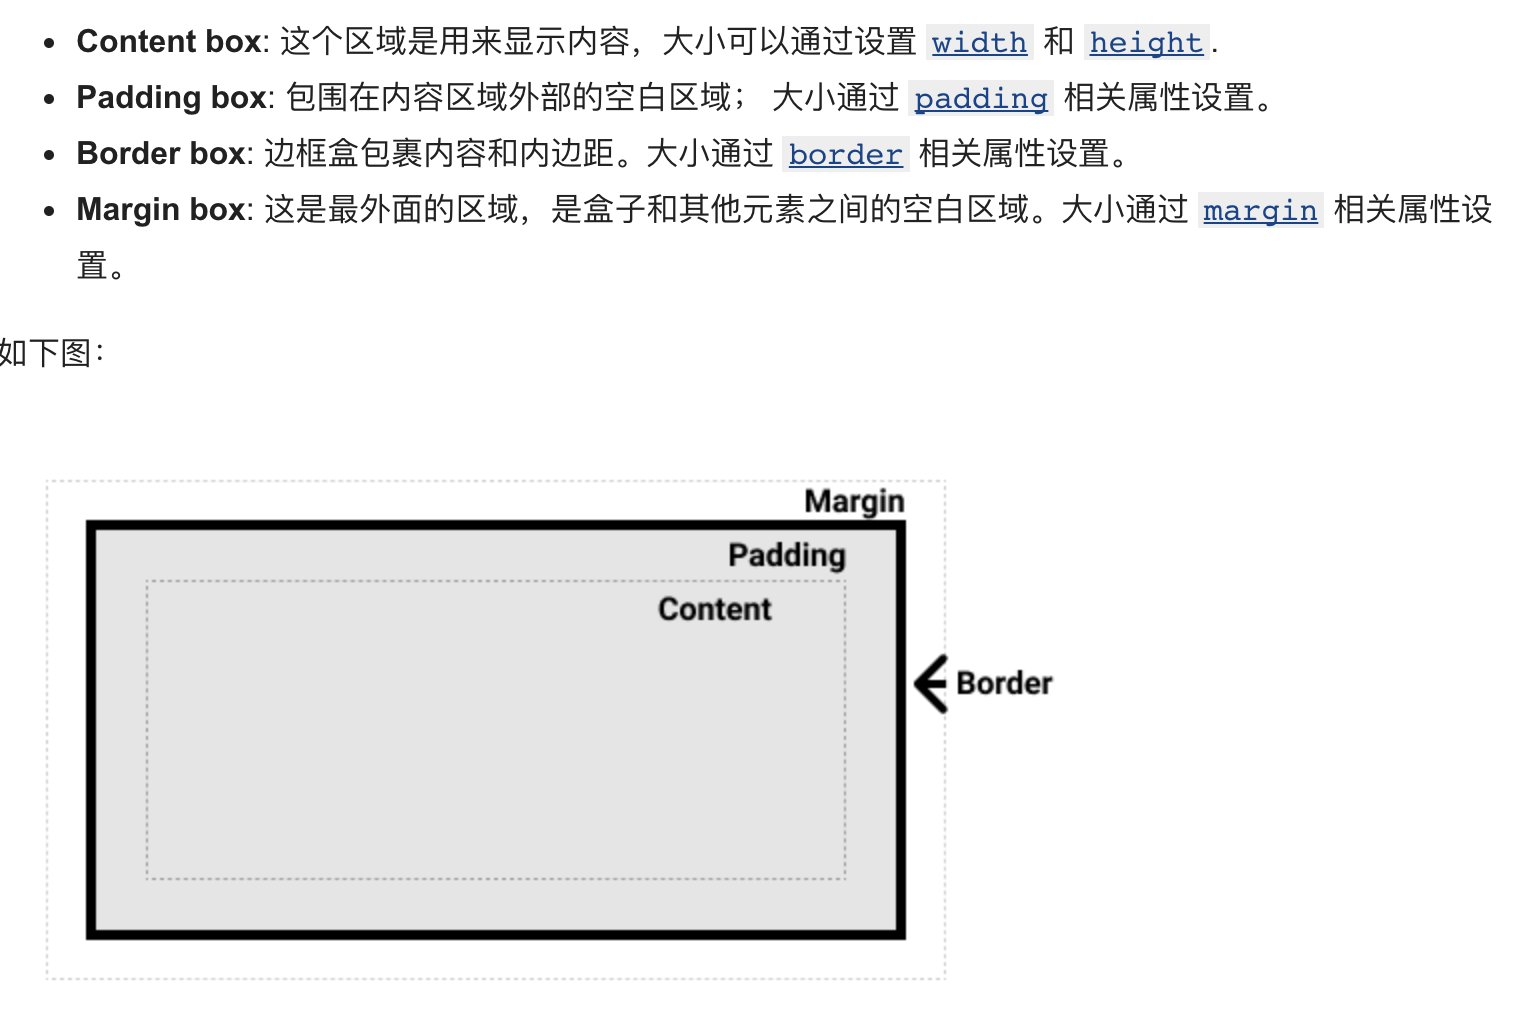 Content box: 这个区域是用来显示内容，大小可以通过设置 width 和 height.
Padding box: 包围在内容区域外部的空白区域； 大小通过 padding 相关属性设置。
Border box: 边框盒包裹内容和内边距。大小通过 border 相关属性设置。
Margin box: 这是最外面的区域，是盒子和其他元素之间的空白区域。大小通过 margin 相关属性设
置。
如下图：
Margin
Padding
Content
Border